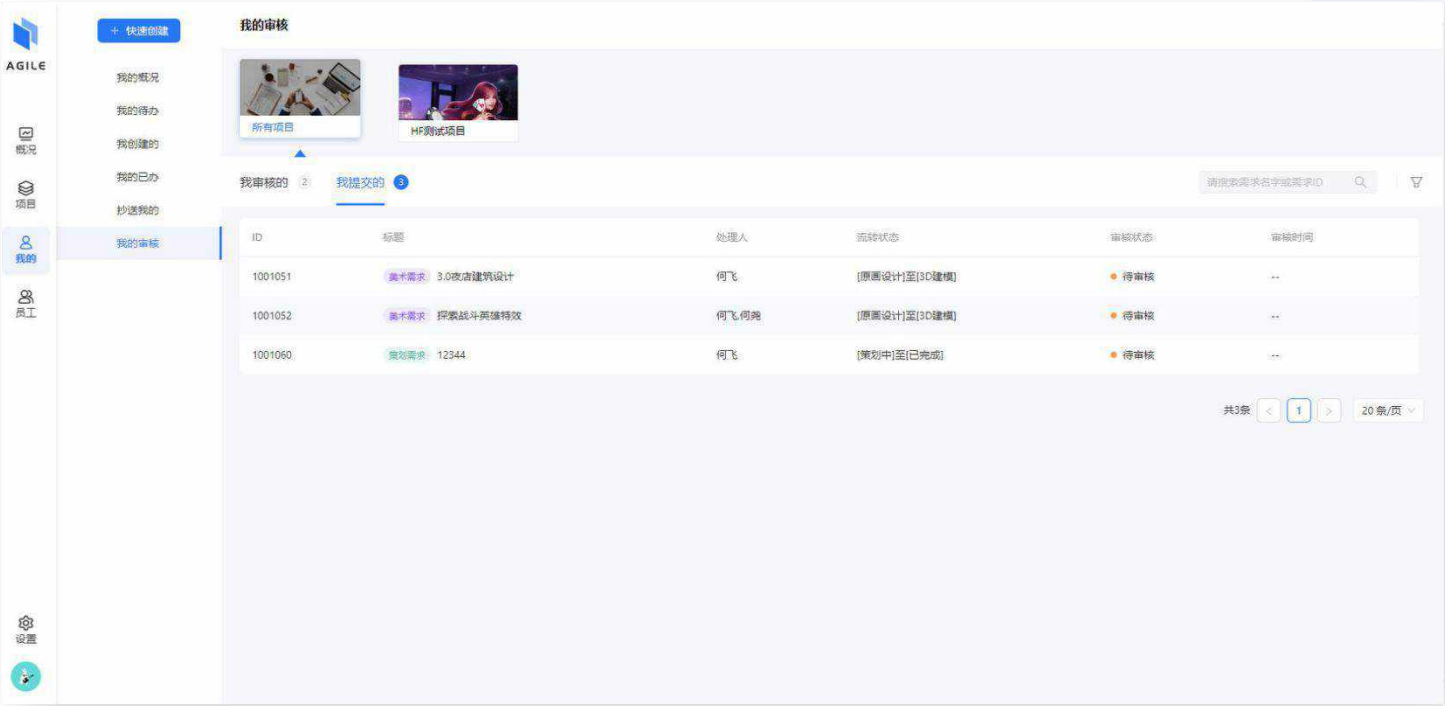 AGILE
概况
项目
我的
员工
设置
+ 快速创建
我的概况
我的待办
我创建的
我的已办
抄送我的
我的审核
我的审核
所有项目
HF测试项目
我审核的 2 我提交的 3
请搜索需求名字或需求ID
ID 标题 处理人 流转状态 审核状态 审核时间
1001051 美术需求 3.0夜店建筑设计 何飞 [原画设计]至[3D建模] 待审核 --
1001052 美术需求 探索战斗英雄特效 何飞,何尧 [原画设计]至[3D建模] 待审核 --
1001060 策划需求 12344 何飞 [策划中]至[已完成] 待审核 --
共3条 < 1 > 20 条/页